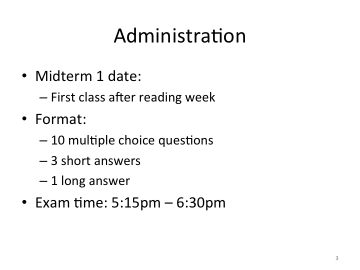 Administration
• Midterm 1 date:
– First class after reading week
• Format:
– 10 multiple choice questions
– 3 short answers
– 1 long answer
• Exam time: 5:15pm – 6:30pm